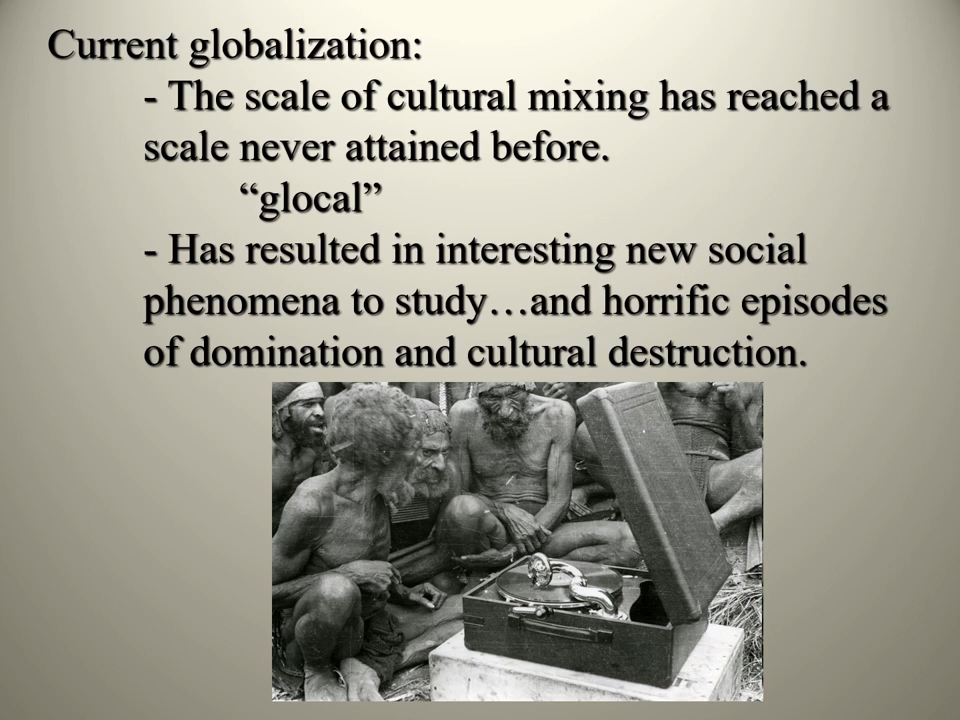 Current globalization:
- The scale of cultural mixing has reached a
scale never attained before.
“glocal”
- Has resulted in interesting new social
phenomena to study…and horrific episodes
of domination and cultural destruction.